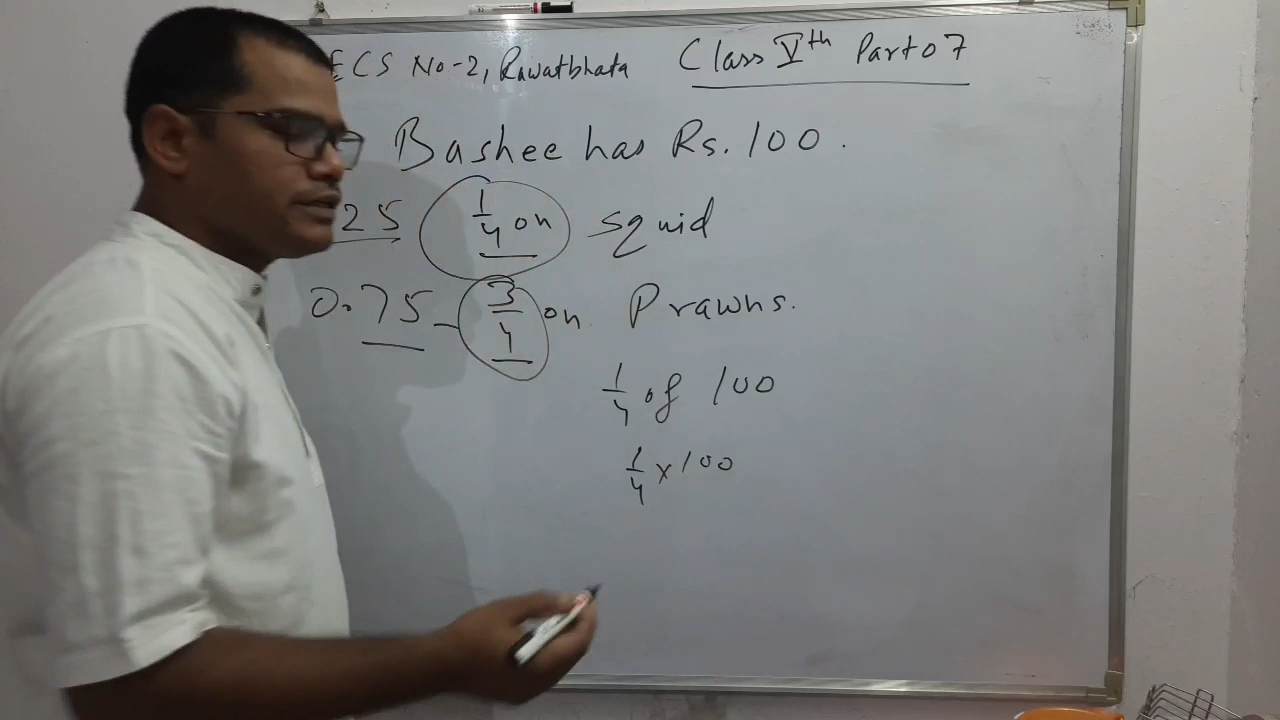 ECS No-2, Rawatbhata Class Vth Part 07
Bashee has Rs. 100.
25 1/4 on squid
0.75 - 3/4 on Prawns.
1/4 of 100
1/4 x 100